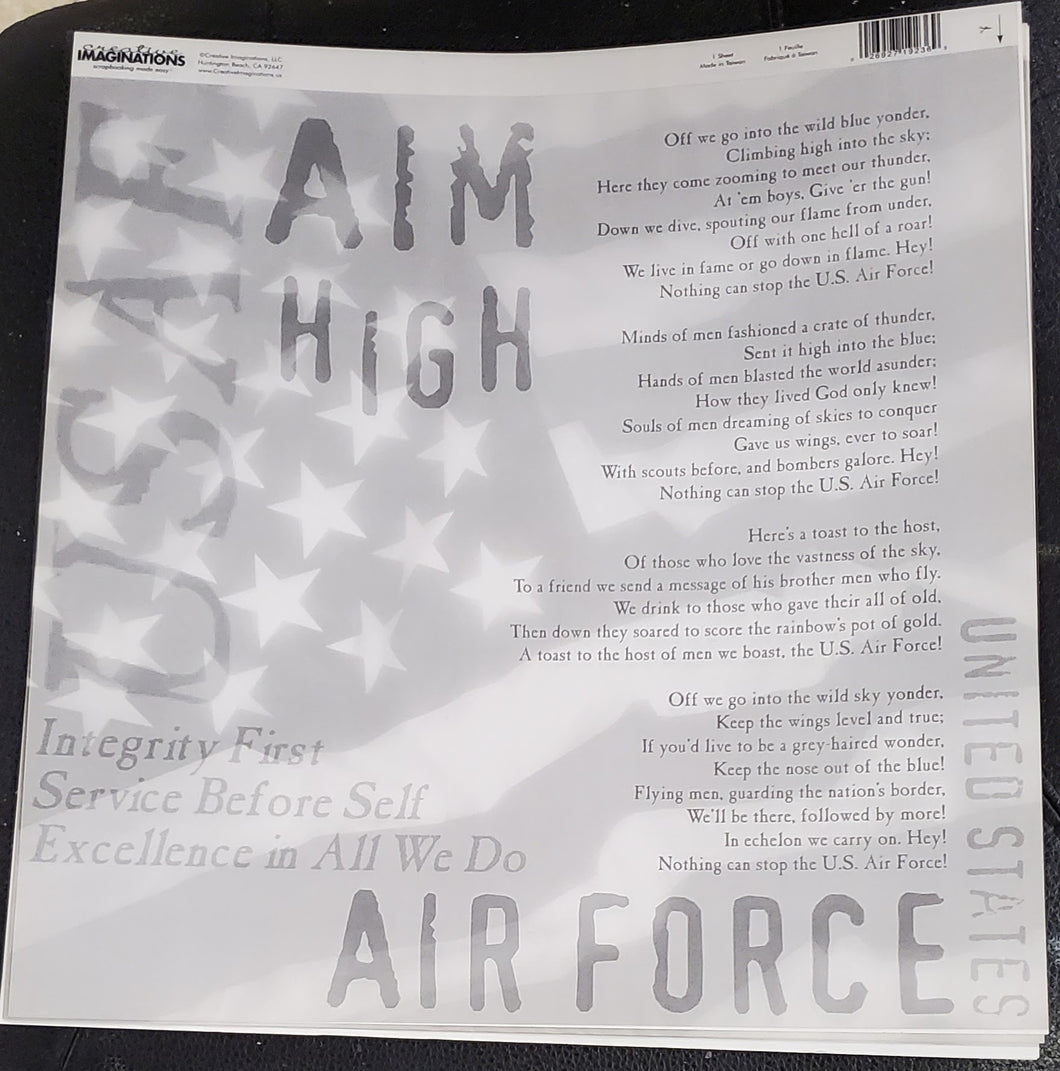 creative
IMAGINATIONS
scrapbooking made easy™
©Creative Imaginations, LLC
Huntington Beach, CA 92647
www.CreativeImaginations.us
1 Sheet
Made in Taiwan
1 Feuille
Fabriqué à Taiwan
USAF
AIM
HIGH
Off we go into the wild blue yonder,
Climbing high into the sky;
Here they come zooming to meet our thunder,
At 'em boys, Give 'er the gun!
Down we dive, spouting our flame from under,
Off with one hell of a roar!
We live in fame or go down in flame. Hey!
Nothing can stop the U.S. Air Force!
Minds of men fashioned a crate of thunder,
Sent it high into the blue;
Hands of men blasted the world asunder;
How they lived God only knew!
Souls of men dreaming of skies to conquer
Gave us wings, ever to soar!
With scouts before, and bombers galore. Hey!
Nothing can stop the U.S. Air Force!
Here's a toast to the host,
Of those who love the vastness of the sky,
To a friend we send a message of his brother men who fly.
We drink to those who gave their all of old,
Then down they soared to score the rainbow's pot of gold.
A toast to the host of men we boast, the U.S. Air Force!
Off we go into the wild sky yonder,
Keep the wings level and true;
If you'd live to be a grey-haired wonder,
Keep the nose out of the blue!
Flying men, guarding the nation's border,
We'll be there, followed by more!
In echelon we carry on. Hey!
Nothing can stop the U.S. Air Force!
Integrity First
Service Before Self
Excellence in All We Do
UNITED STATES
AIR FORCE